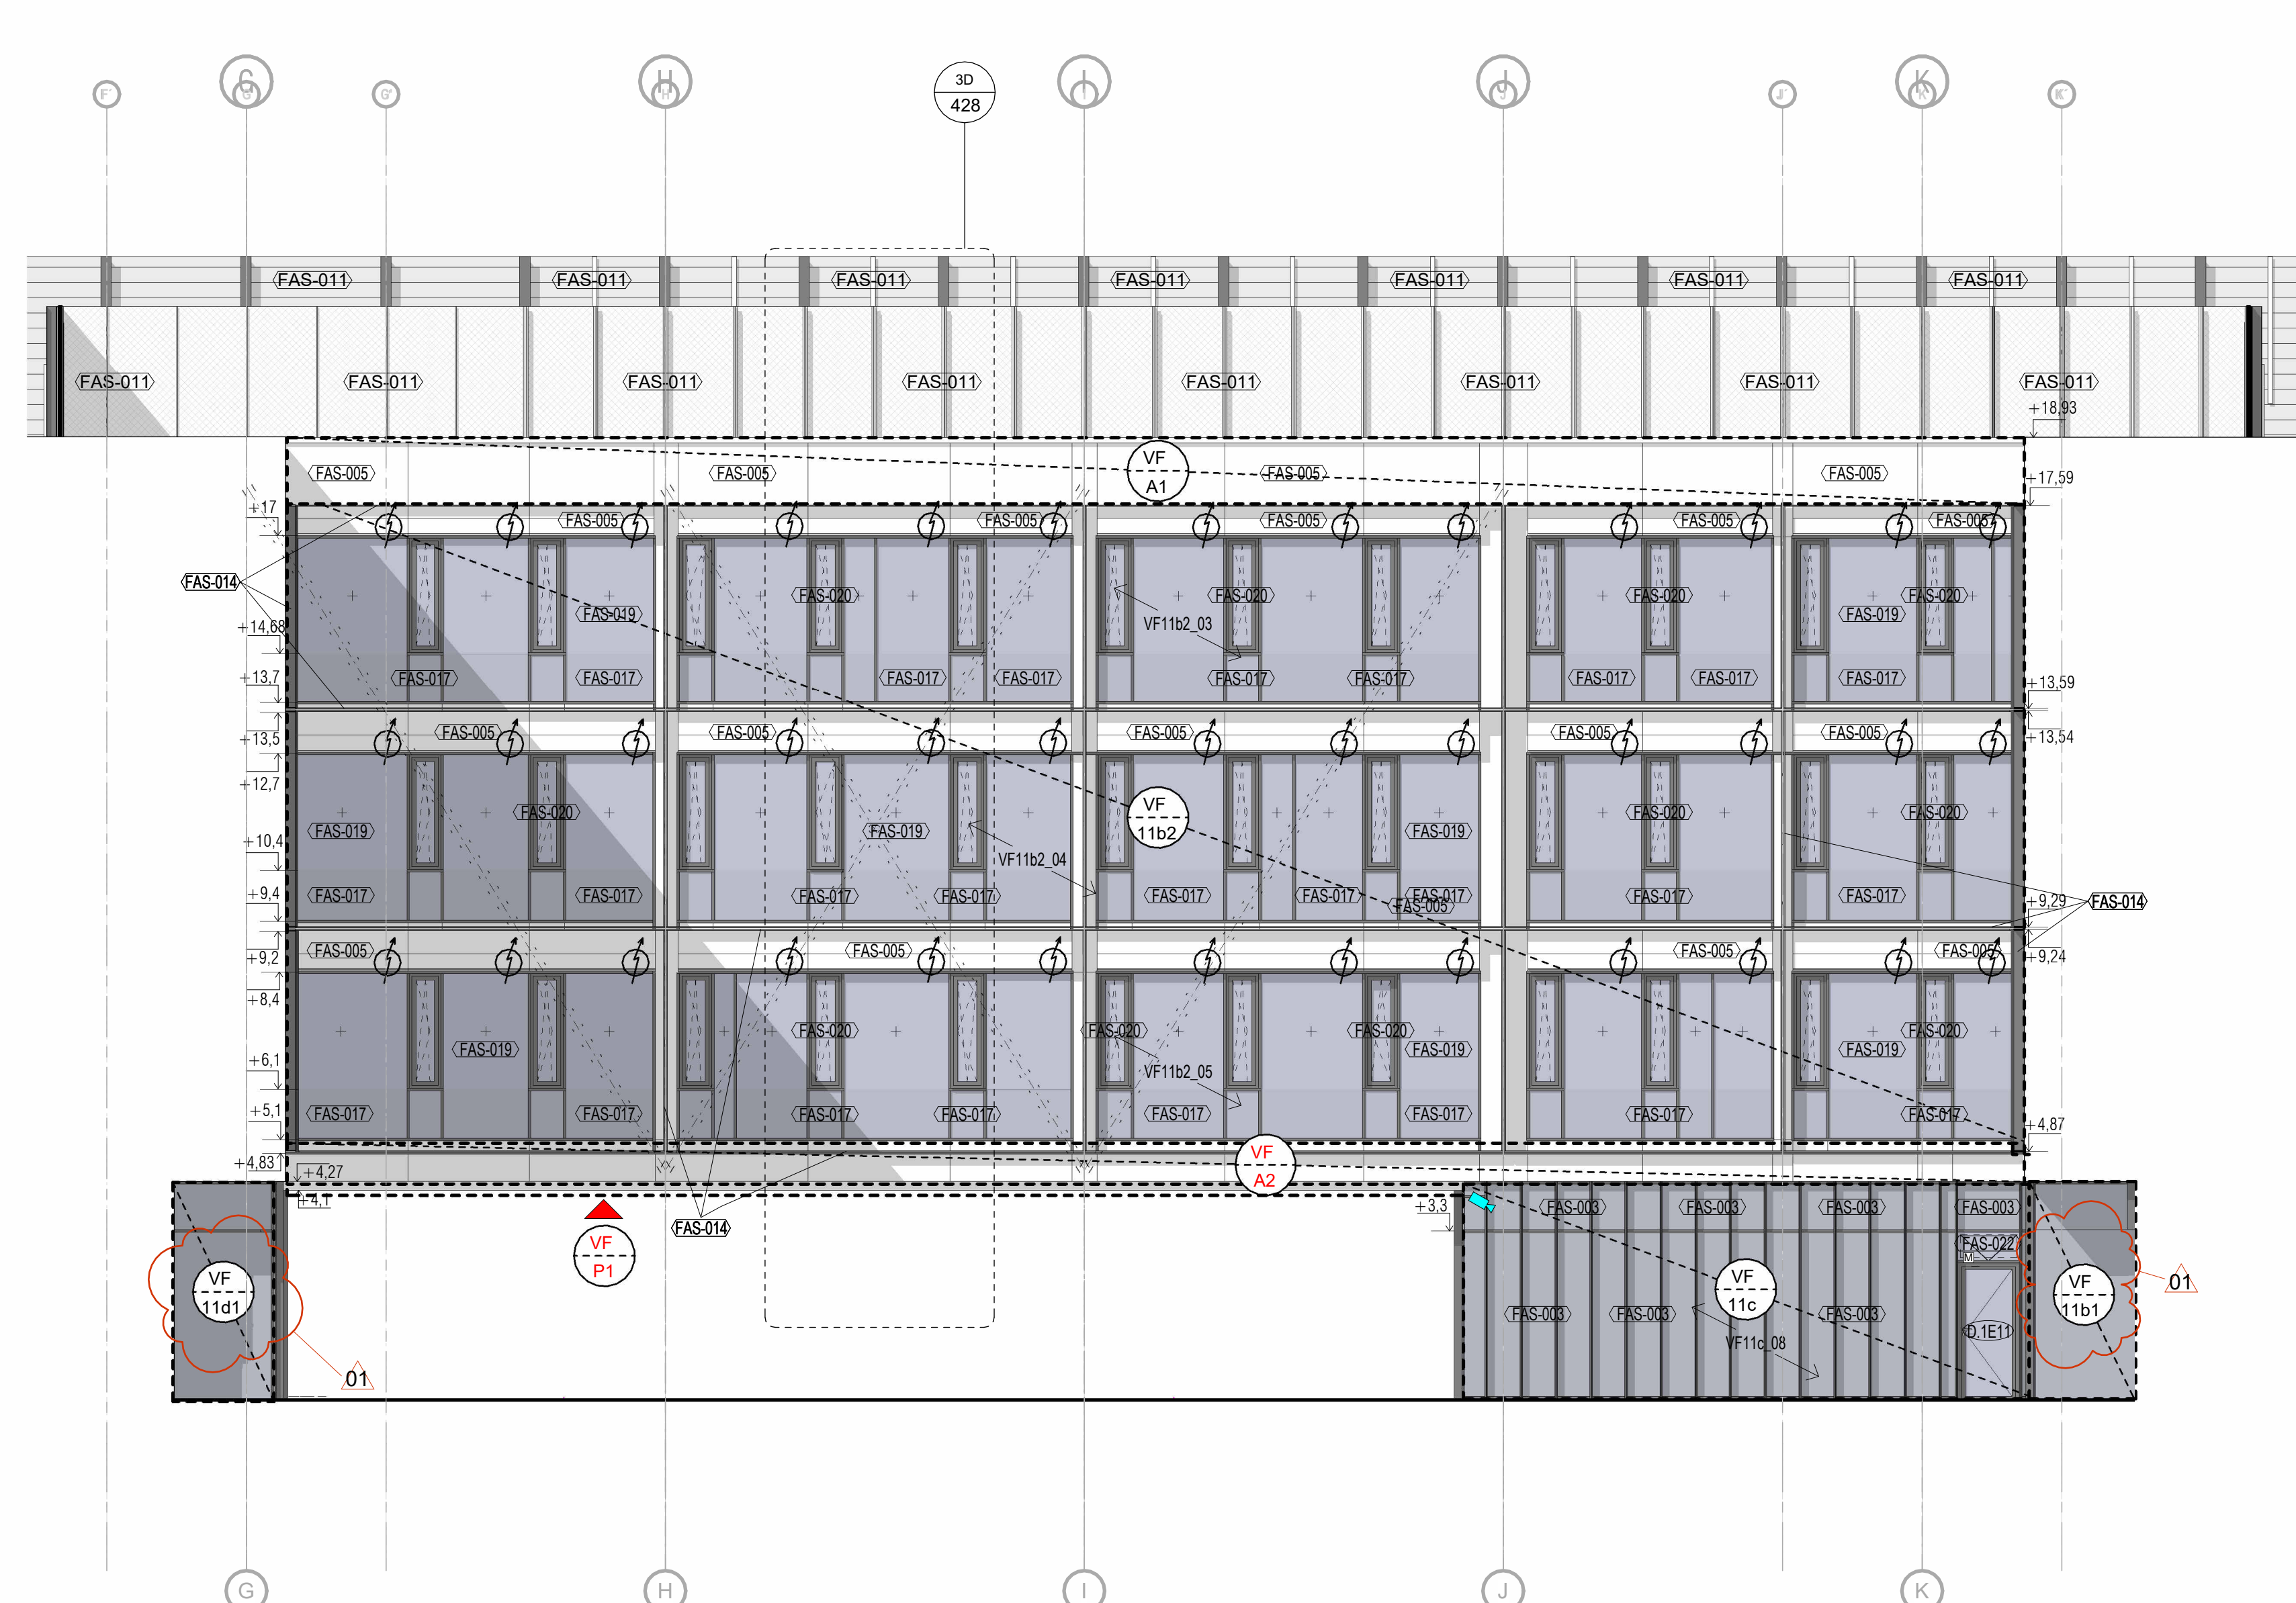 G H I J K
F' G G' H I J J' K K'
3D
428
FAS-011 FAS-011 FAS-011 FAS-011 FAS-011 FAS-011 FAS-011
FAS-011 FAS-011 FAS-011 FAS-011 FAS-011 FAS-011 FAS-011 FAS-011
+18,93
VF
A1
FAS-005 FAS-005 FAS-005 FAS-005
+17,59
+17
FAS-005 FAS-005 FAS-005 FAS-005 FAS-005
FAS-014
FAS-020 FAS-020 FAS-020 FAS-020
FAS-019 FAS-019
VF11b2_03
+14,68
FAS-017 FAS-017 FAS-017 FAS-017 FAS-017 FAS-017 FAS-017 FAS-017 FAS-017
+13,7
+13,59
+13,5
FAS-005 FAS-005 FAS-005 FAS-005 FAS-005
+13,54
+12,7
VF
11b2
FAS-020 FAS-020 FAS-020
FAS-019 FAS-019 FAS-019
+10,4
VF11b2_04
+9,4
FAS-017 FAS-017 FAS-017 FAS-017 FAS-017 FAS-017 FAS-017 FAS-017 FAS-017
FAS-005
+9,29
FAS-014
+9,2
FAS-005 FAS-005 FAS-005 FAS-005
+9,24
+8,4
FAS-020 FAS-020 FAS-020 FAS-020
FAS-019 FAS-019 FAS-019
+6,1
VF11b2_05
+5,1
FAS-017 FAS-017 FAS-017 FAS-017 FAS-017 FAS-017 FAS-017 FAS-017
+4,87
+4,83
+4,27
VF
A2
+4,1
+3,3
FAS-014
FAS-003 FAS-003 FAS-003 FAS-003
VF
P1
FAS-022
M
VF
11d1
VF
11c
VF
11b1
01
FAS-003 FAS-003 FAS-003
D.1E11
VF11c_08
01
G H I J K